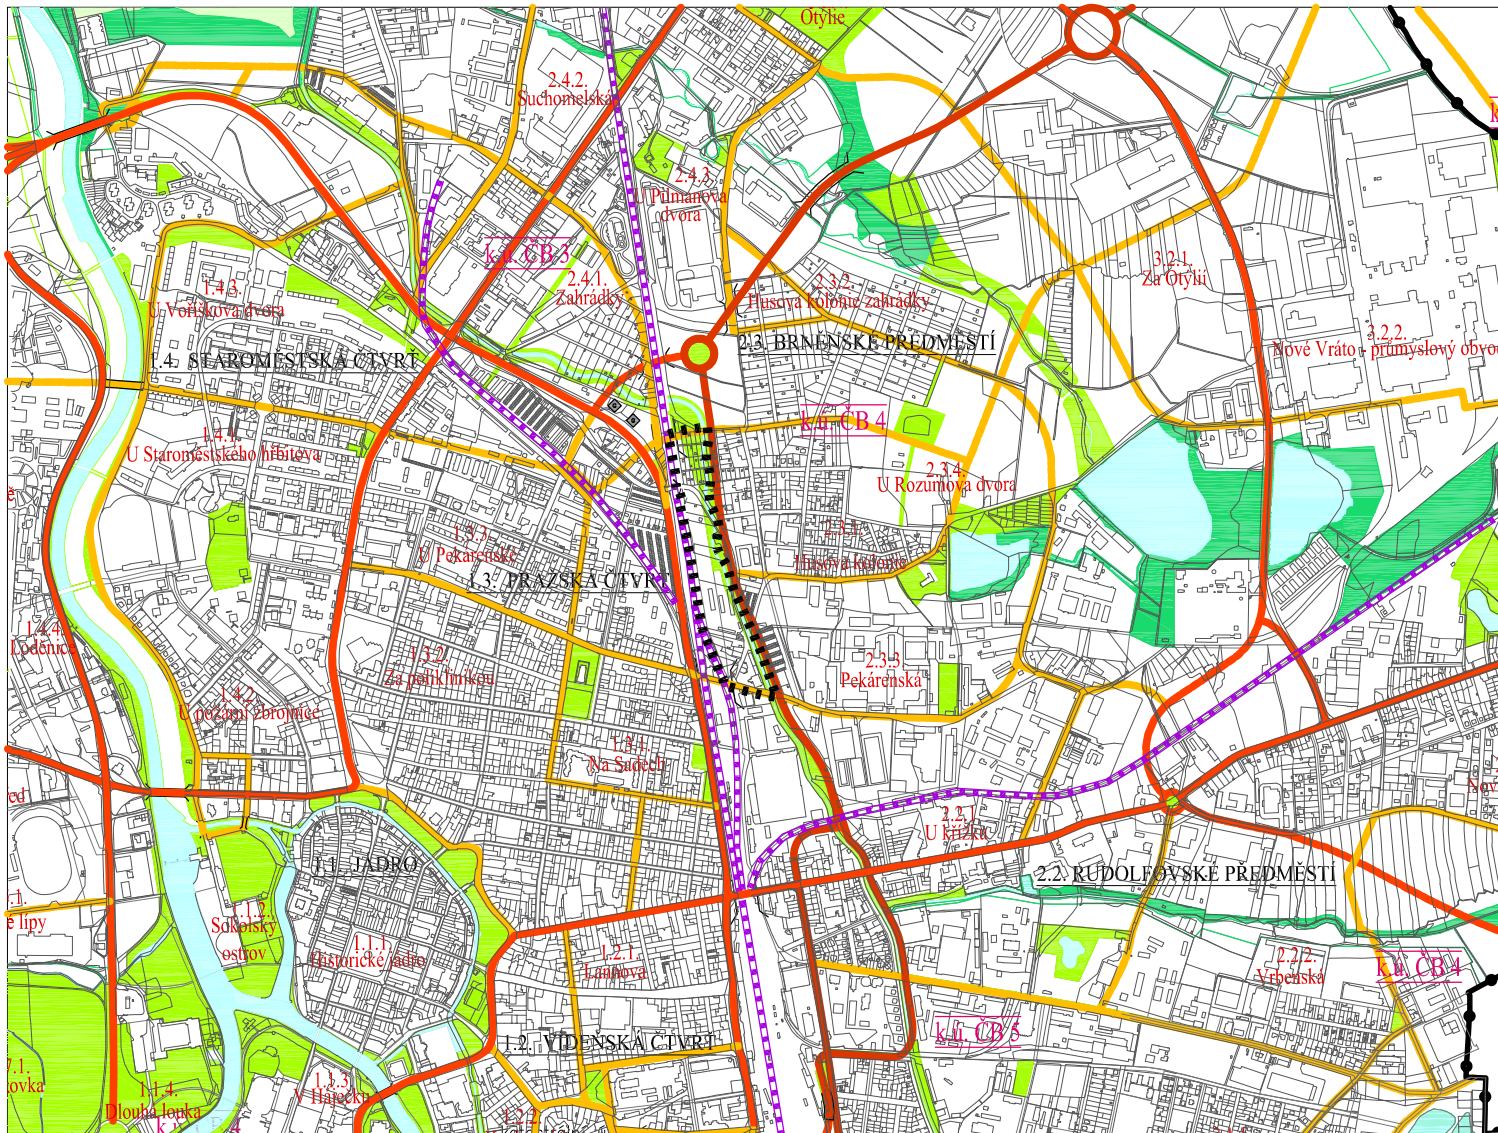 Otýlie
2.4.2.
Suchomelská
2.4.3.
Pilmanova
dvora
k.ú. ČB 3
2.4.1.
Zahrádky
1.4.3.
U Voříškova dvora
2.3.2.
Husova kolonie zahrádky
3.2.1.
Za Otýlií
3.2.2.
Nové Vráto - průmyslový obvo
2.3. BRNĚNSKÉ PŘEDMĚSTÍ
1.4. STAROMĚSTSKÁ ČTVRŤ
k.ú. ČB 4
1.4.1.
U Staroměstského hřbitova
2.3.4.
U Rozumova dvora
1.3.3.
U Pekárenské
2.3.1.
Husova kolonie
1.3. PRAŽSKÁ ČTVRŤ
1.4.4.
Loděnice
1.3.2.
Za poliklinikou
2.3.3.
Pekárenská
1.4.2.
U požární zbrojnice
1.3.1.
Na Sadech
2.2.1
U křížku
1.1. JÁDRO
2.2. RUDOLFOVSKÉ PŘEDMĚSTÍ
é lípy
1.1.2.
Sokolský
ostrov
1.1.1.
Historické jádro
1.2.1.
Lannova
2.2.2.
Vrbenská
k.ú. ČB 4
k.ú. ČB 5
1.2. VÍDEŇSKÁ ČTVRŤ
7.1.
1.1.4.
Dlouhá louka
1.1.3.
V Háječku
1.2.2.